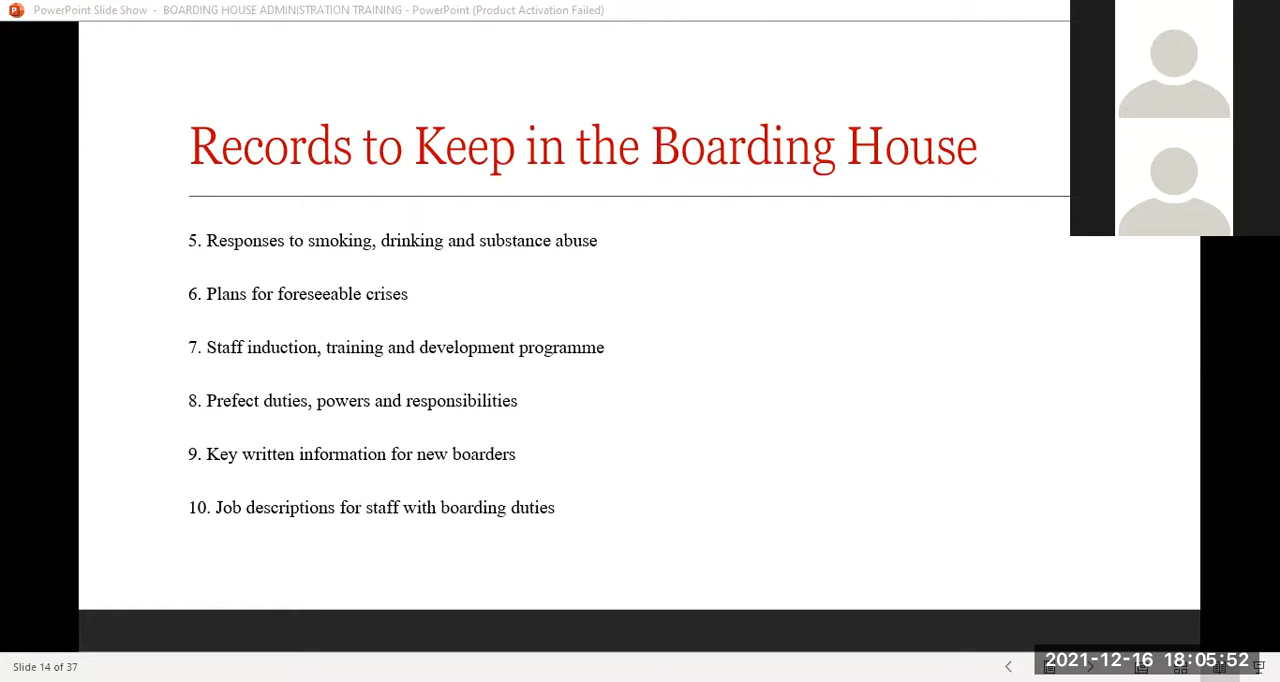 PowerPoint Slide Show - BOARDING HOUSE ADMINISTRATION TRAINING - PowerPoint (Product Activation Failed)
Records to Keep in the Boarding House
5. Responses to smoking, drinking and substance abuse
6. Plans for foreseeable crises
7. Staff induction, training and development programme
8. Prefect duties, powers and responsibilities
9. Key written information for new boarders
10. Job descriptions for staff with boarding duties
Slide 14 of 37
2021-12-16 18:05:52